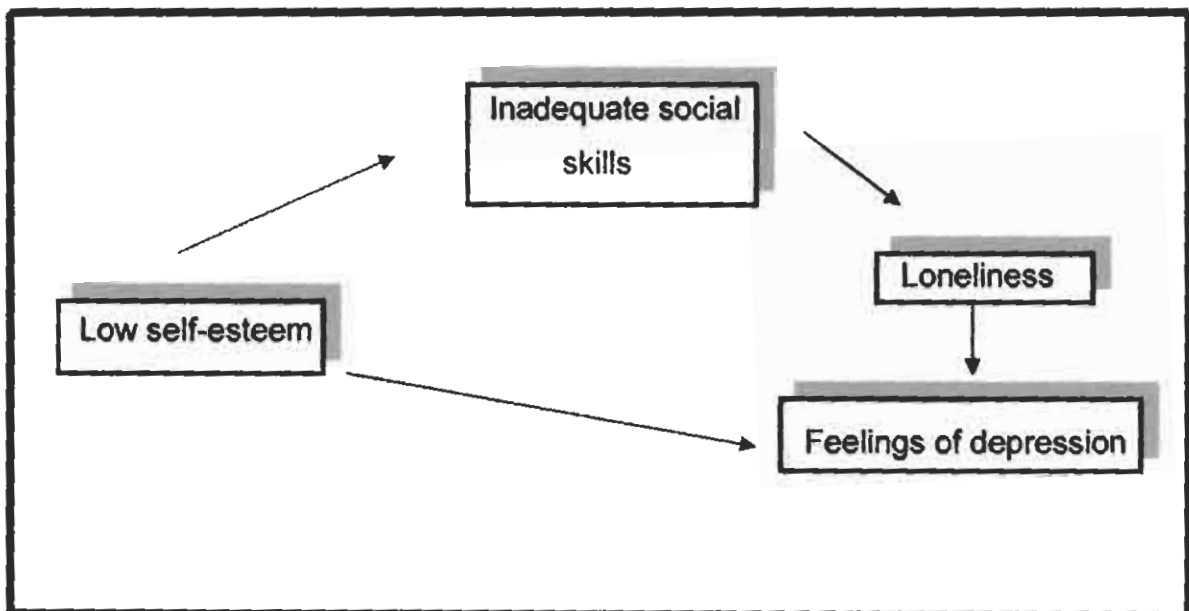 Inadequate social
skills
Loneliness
Low self-esteem
Feelings of depression